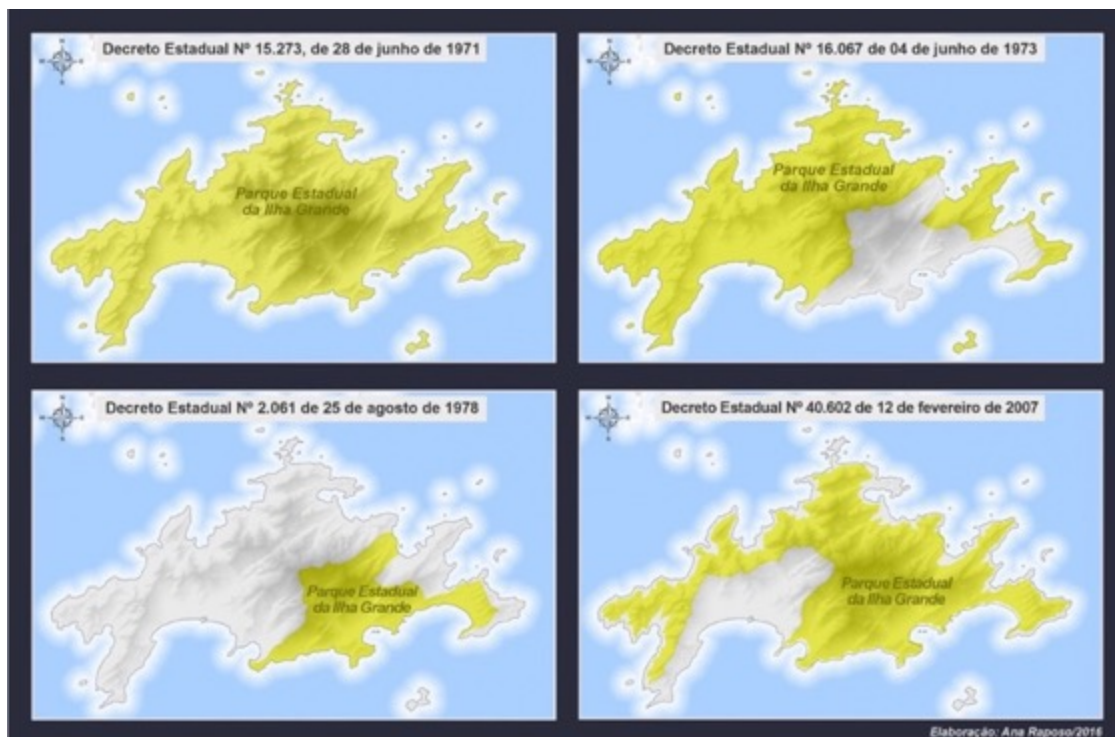 Decreto Estadual Nº 15.273, de 28 de junho de 1971
Parque Estadual
da Ilha Grande
Decreto Estadual Nº 16.067 de 04 de junho de 1973
Parque Estadual
da Ilha Grande
Decreto Estadual Nº 2.061 de 25 de agosto de 1978
Parque Estadual
da Ilha Grande
Decreto Estadual Nº 40.602 de 12 de fevereiro de 2007
Parque Estadual
da Ilha Grande
Elaboração: Ana Raposo/2016